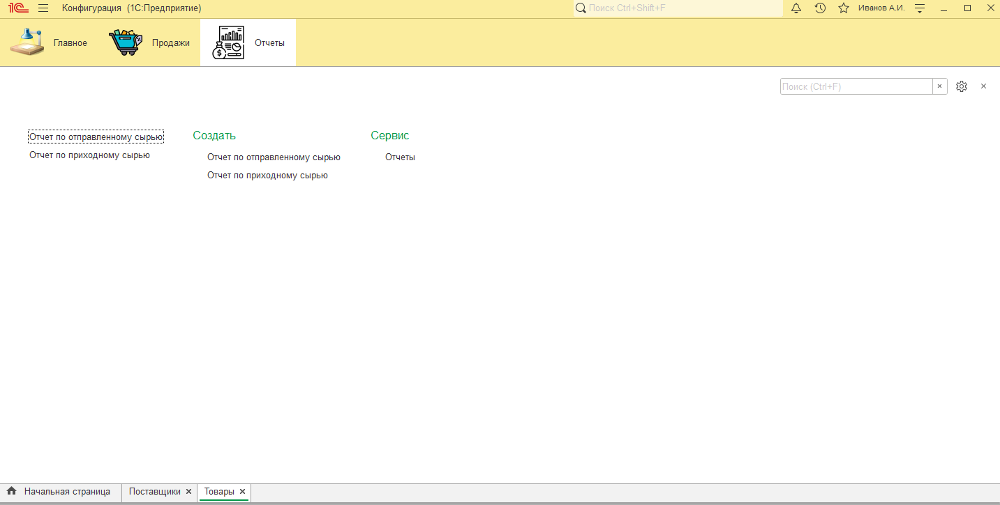 1С Конфигурация (1С:Предприятие) Поиск Ctrl+Shift+F Иванов А.И.
Главное Продажи Отчеты
Поиск (Ctrl+F)
Отчет по отправленному сырью
Отчет по приходному сырью
Создать
Отчет по отправленному сырью
Отчет по приходному сырью
Сервис
Отчеты
Начальная страница Поставщики Товары